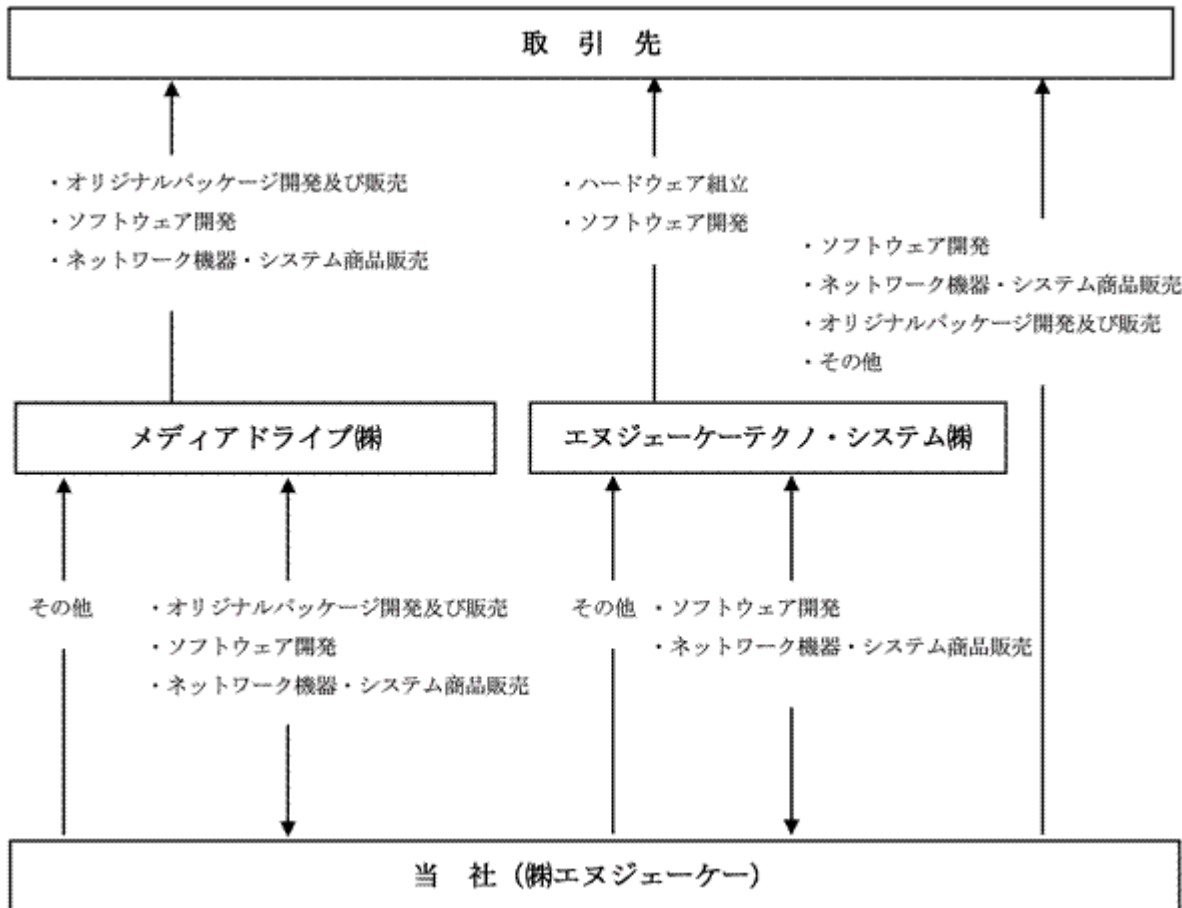 取 引 先
・オリジナルパッケージ開発及び販売
・ソフトウェア開発
・ネットワーク機器・システム商品販売
・ハードウェア組立
・ソフトウェア開発
・ソフトウェア開発
・ネットワーク機器・システム商品販売
・オリジナルパッケージ開発及び販売
・その他
メディアドライブ㈱
エヌジェーケーテクノ・システム㈱
その他
・オリジナルパッケージ開発及び販売
・ソフトウェア開発
・ネットワーク機器・システム商品販売
その他
・ソフトウェア開発
・ネットワーク機器・システム商品販売
当 社（㈱エヌジェーケー）